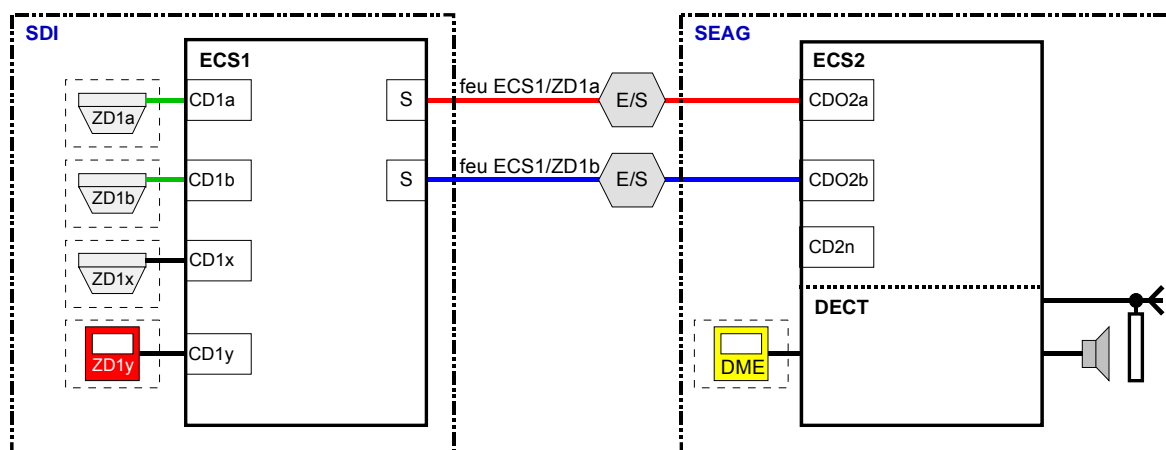 SDI
SEAG
ECS1
ECS2
ZD1a
CD1a
S
feu ECS1/ZD1a
E/S
CDO2a
ZD1b
CD1b
S
feu ECS1/ZD1b
E/S
CDO2b
ZD1x
CD1x
CD2n
DECT
ZD1y
CD1y
DME